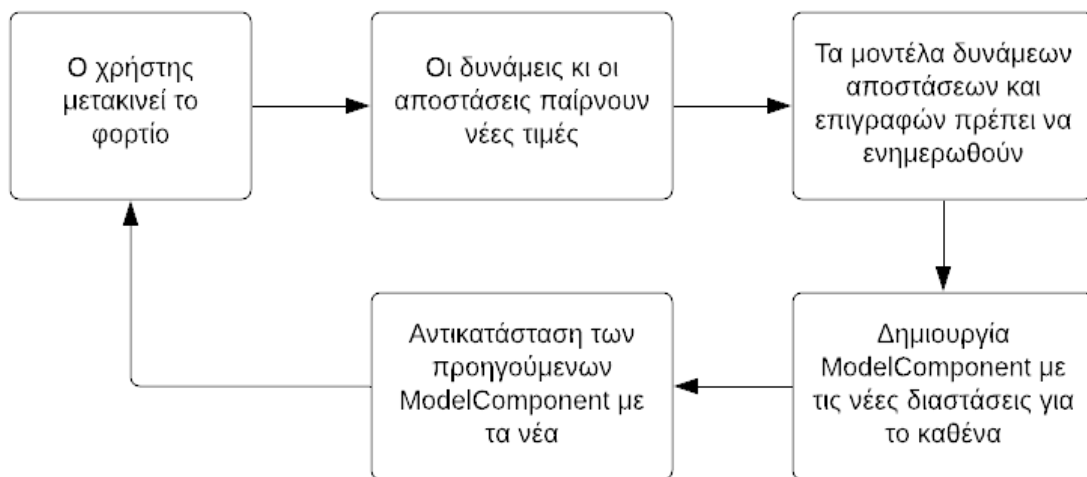 Ο χρήστης
μετακινεί το
φορτίο
Οι δυνάμεις κι οι
αποστάσεις παίρνουν
νέες τιμές
Τα μοντέλα δυνάμεων
αποστάσεων και
επιγραφών πρέπει να
ενημερωθούν
Δημιουργία
ModelComponent με
τις νέες διαστάσεις για
το καθένα
Αντικατάσταση των
προηγούμενων
ModelComponent με
τα νέα